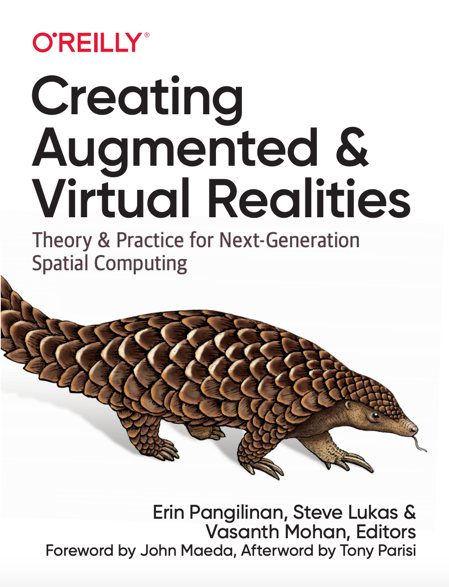 O'REILLY®
Creating
Augmented &
Virtual Realities
Theory & Practice for Next-Generation
Spatial Computing
Erin Pangilinan, Steve Lukas &
Vasanth Mohan, Editors
Foreword by John Maeda, Afterword by Tony Parisi